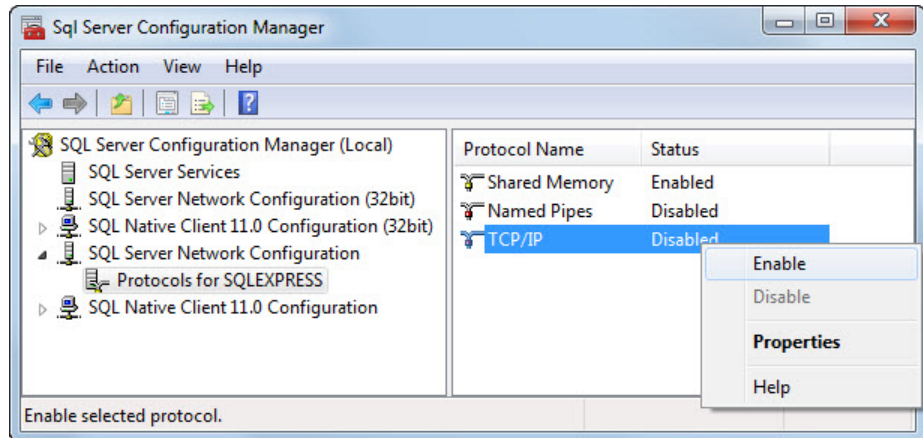 Sql Server Configuration Manager
File Action View Help
SQL Server Configuration Manager (Local)
SQL Server Services
SQL Server Network Configuration (32bit)
SQL Native Client 11.0 Configuration (32bit)
SQL Server Network Configuration
Protocols for SQLEXPRESS
SQL Native Client 11.0 Configuration
Protocol Name Status
Shared Memory Enabled
Named Pipes Disabled
TCP/IP Disabled
Enable
Disable
Properties
Help
Enable selected protocol.